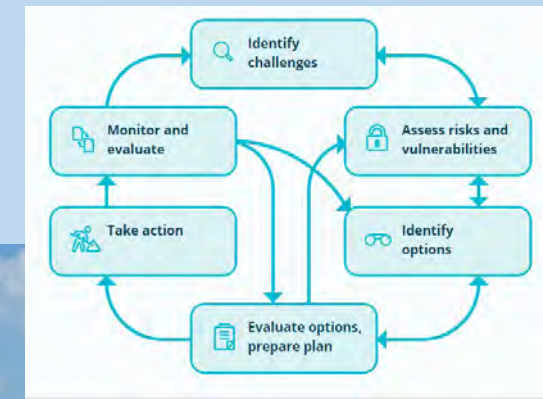 Identify
challenges
Monitor and
evaluate
Assess risks and
vulnerabilities
Take action
Identify
options
Evaluate options,
prepare plan